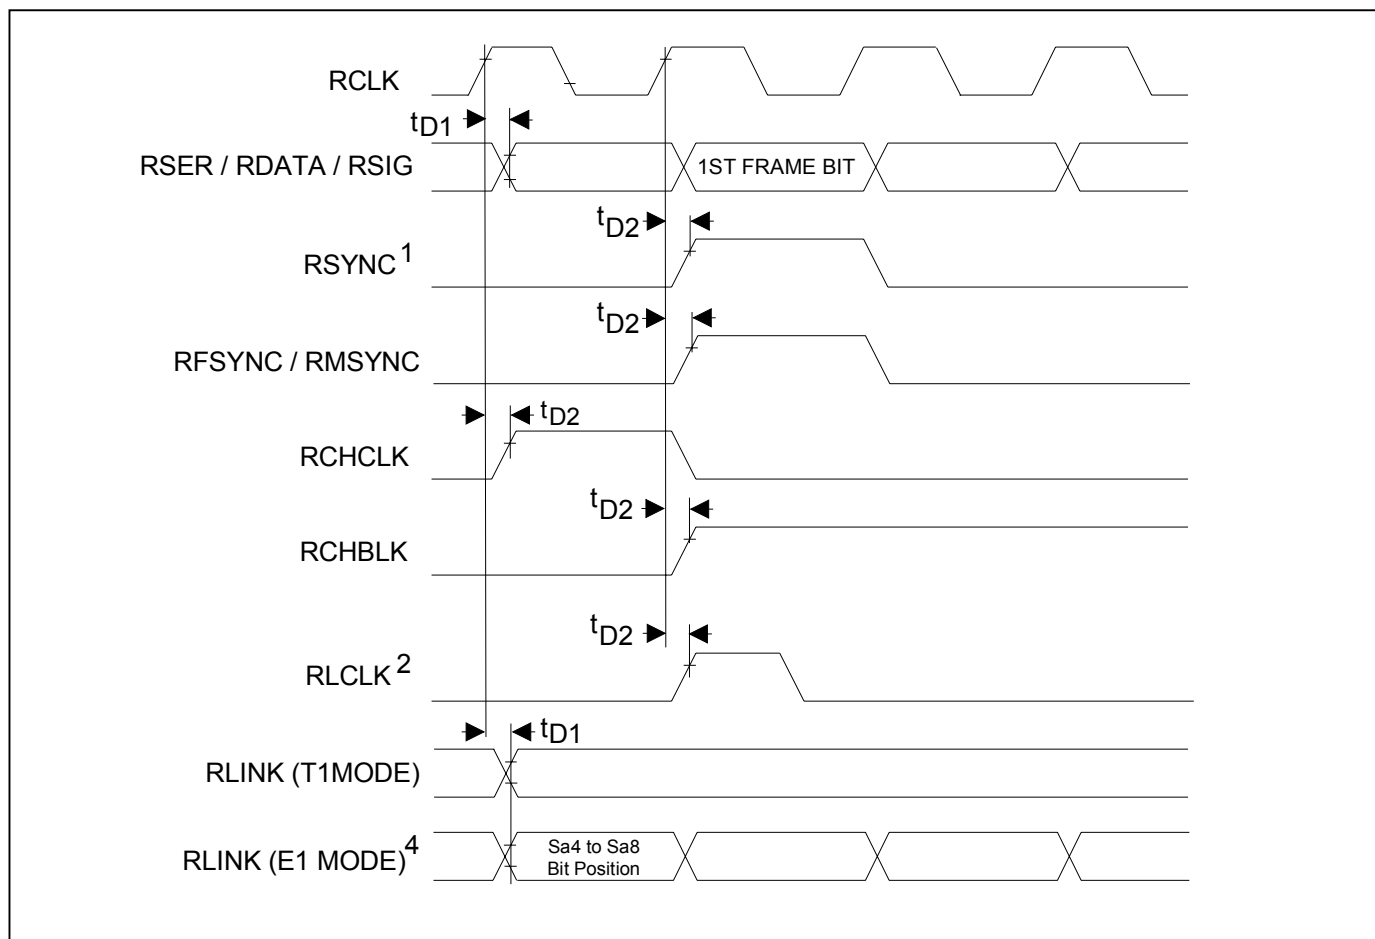 RCLK
tD1
RSER / RDATA / RSIG
1ST FRAME BIT
tD2
RSYNC1
tD2
RFSYNC / RMSYNC
tD2
RCHCLK
tD2
RCHBLK
tD2
RLCLK2
tD1
RLINK (T1MODE)
RLINK (E1 MODE)4
Sa4 to Sa8
Bit Position